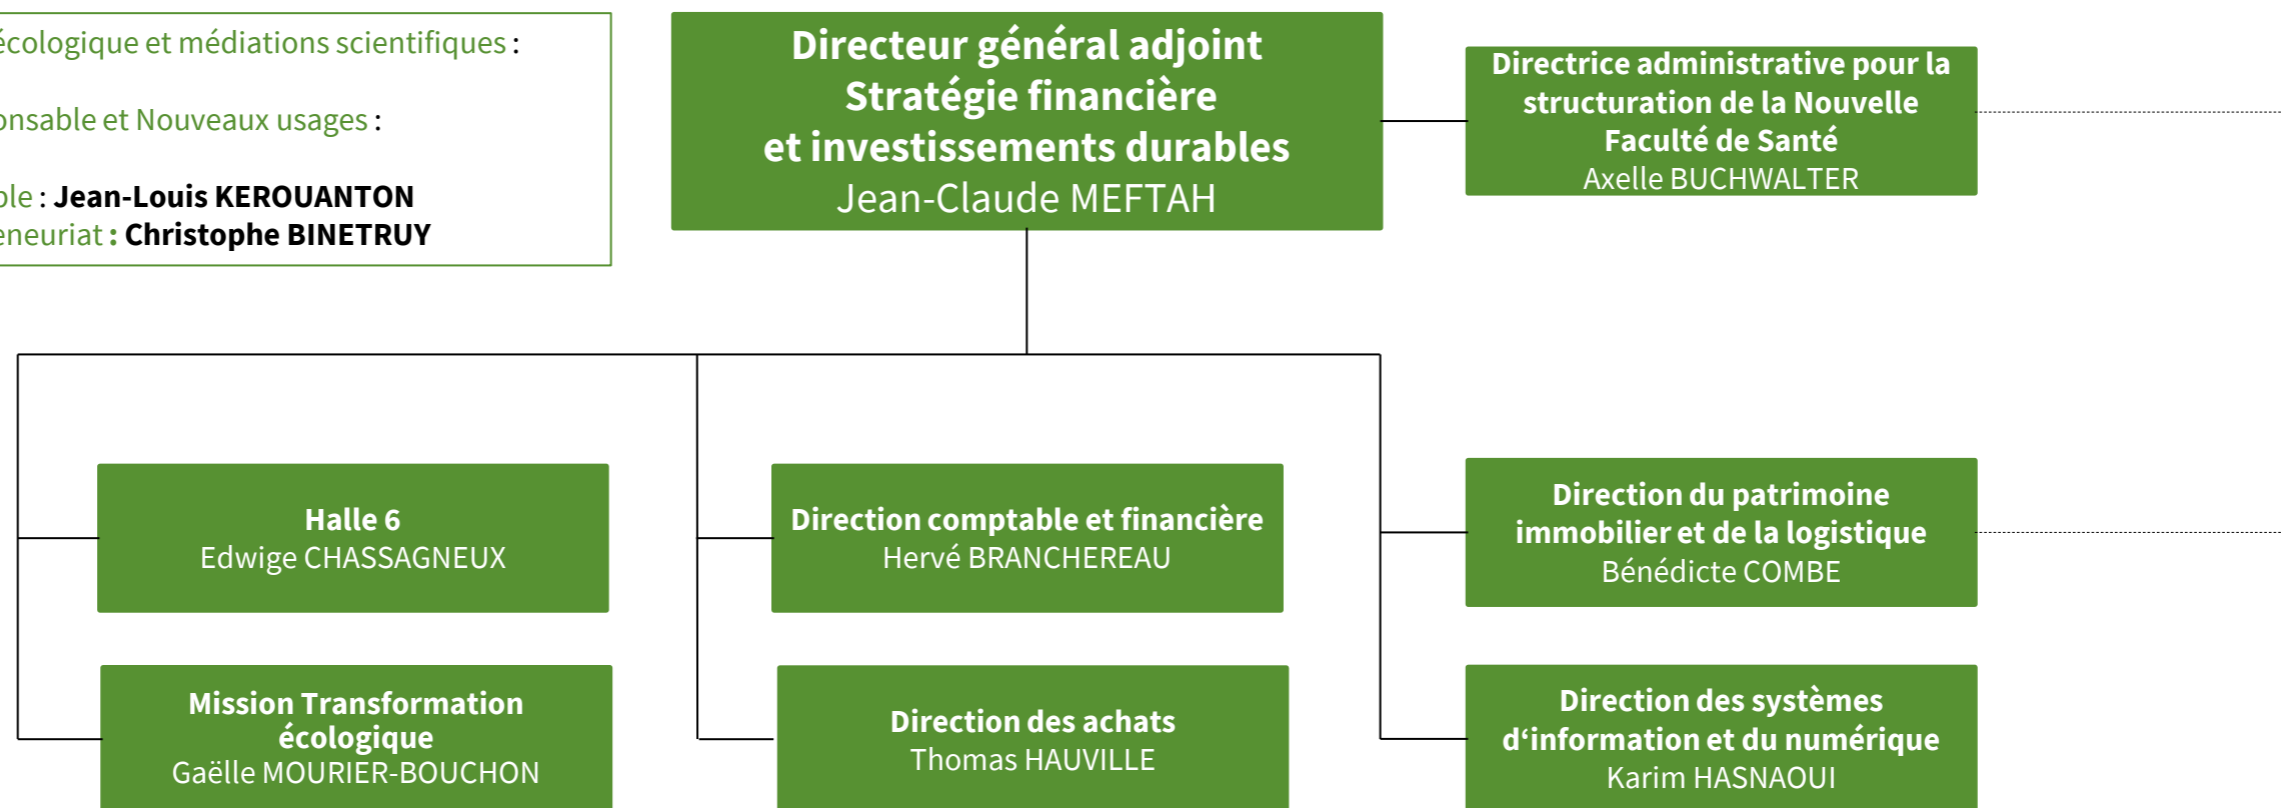 écologique et médiations scientifiques :
et Nouveaux usages :
: Jean-Louis KEROUANTON
: Christophe BINETRUY
Directeur général adjoint
Stratégie financière
et investissements durables
Jean-Claude MEFTAH
Directrice administrative pour la
structuration de la Nouvelle
Faculté de Santé
Axelle BUCHWALTER
Halle 6
Edwige CHASSAGNEUX
Direction comptable et financière
Hervé BRANCHEREAU
Direction du patrimoine
immobilier et de la logistique
Bénédicte COMBE
Mission Transformation
écologique
Gaëlle MOURIER-BOUCHON
Direction des achats
Thomas HAUVILLE
Direction des systèmes
d‘information et du numérique
Karim HASNAOUI